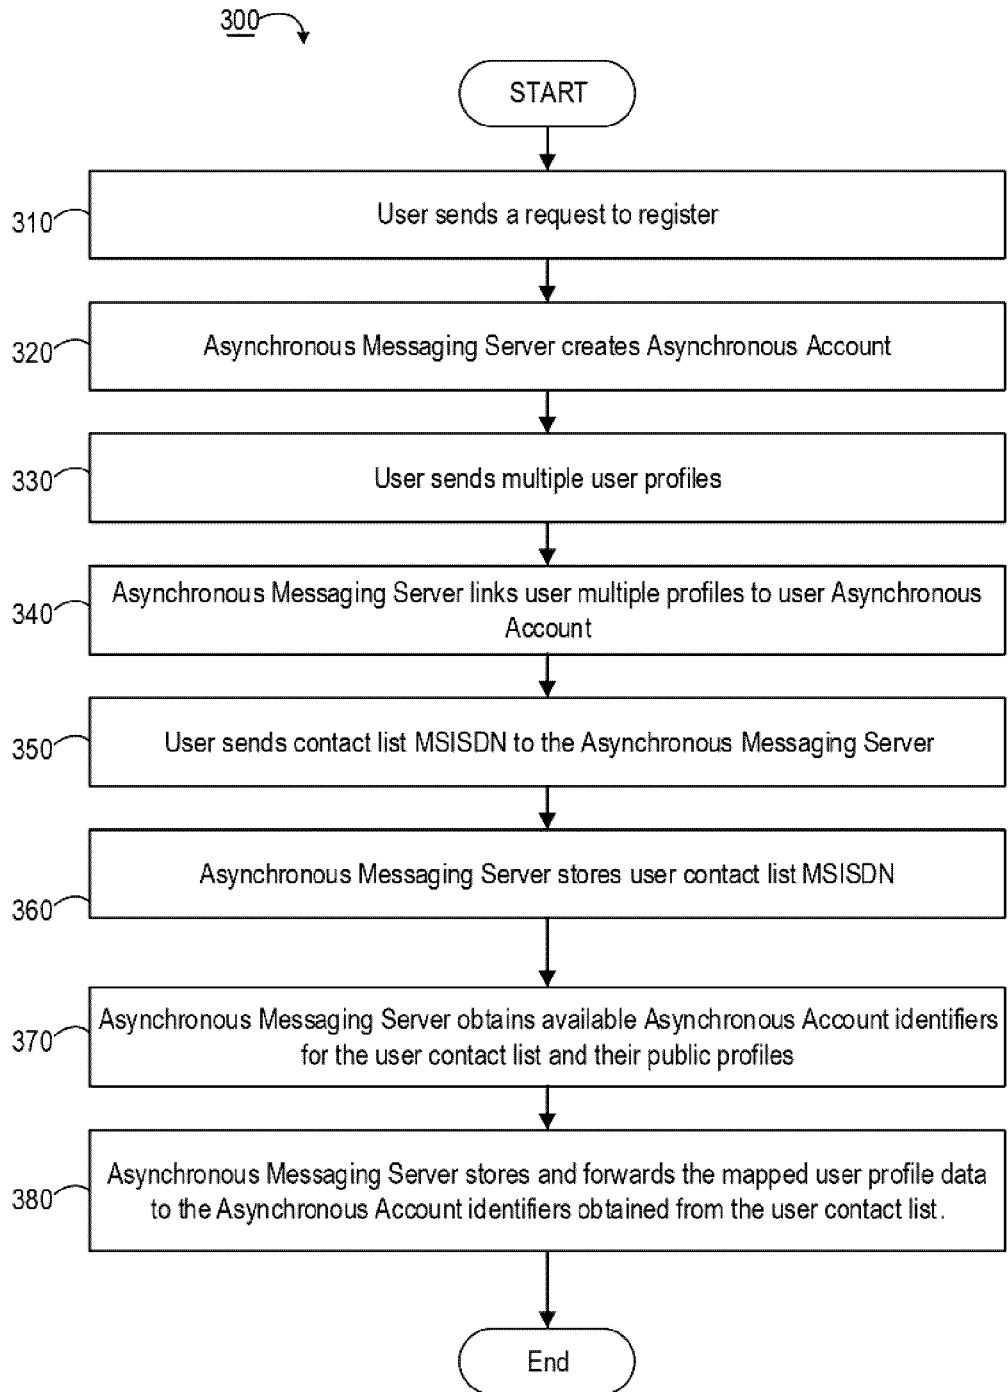 300
START
310
User sends a request to register
320
Asynchronous Messaging Server creates Asynchronous Account
330
User sends multiple user profiles
340
Asynchronous Messaging Server links user multiple profiles to user Asynchronous
Account
350
User sends contact list MSISDN to the Asynchronous Messaging Server
360
Asynchronous Messaging Server stores user contact list MSISDN
370
Asynchronous Messaging Server obtains available Asynchronous Account identifiers
for the user contact list and their public profiles
380
Asynchronous Messaging Server stores and forwards the mapped user profile data
to the Asynchronous Account identifiers obtained from the user contact list.
End